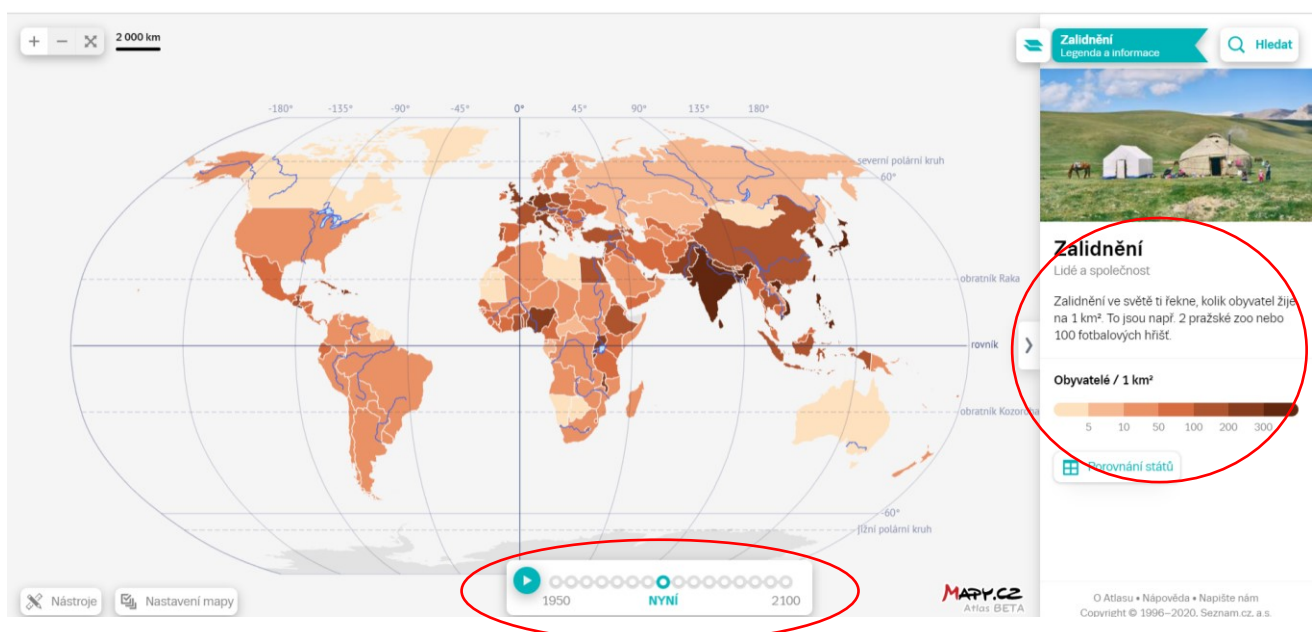 + − 2 000 km
Zalidnění
Legenda a informace
Hledat
-180° -135° -90° -45° 0° 45° 90° 135° 180°
severní polární kruh
60°
obratník Raka
rovník
obratník Kozoroha
-60°
jižní polární kruh
Zalidnění
Lidé a společnost
Zalidnění ve světě ti řekne, kolik obyvatel žije
na 1 km². To jsou např. 2 pražské zoo nebo
100 fotbalových hřišť.
Obyvatelé / 1 km²
5 10 50 100 200 300
Porovnání států
1950 NYNÍ 2100
Nástroje
Nastavení mapy
MAPY.CZ
Atlas BETA
O Atlasu • Nápověda • Napište nám
Copyright © 1996–2020, Seznam.cz, a.s.